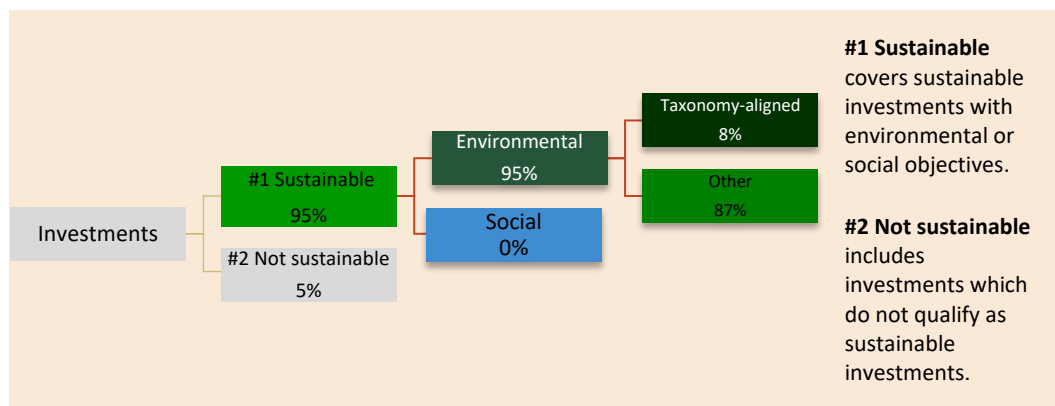 Investments
#1 Sustainable
95%
#2 Not sustainable
5%
Environmental
95%
Social
0%
Taxonomy-aligned
8%
Other
87%
#1 Sustainable
covers sustainable
investments with
environmental or
social objectives.
#2 Not sustainable
includes
investments which
do not qualify as
sustainable
investments.